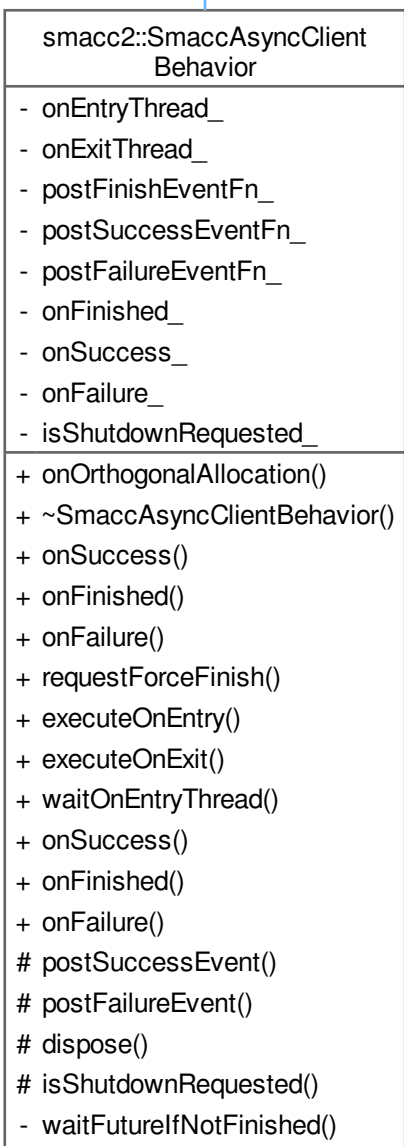 smacc2::SmaccAsyncClient
Behavior
- onEntryThread_
- onExitThread_
- postFinishEventFn_
- postSuccessEventFn_
- postFailureEventFn_
- onFinished_
- onSuccess_
- onFailure_
- isShutdownRequested_
+ onOrthogonalAllocation()
+ ~SmaccAsyncClientBehavior()
+ onSuccess()
+ onFinished()
+ onFailure()
+ requestForceFinish()
+ executeOnEntry()
+ executeOnExit()
+ waitOnEntryThread()
+ onSuccess()
+ onFinished()
+ onFailure()
# postSuccessEvent()
# postFailureEvent()
# dispose()
# isShutdownRequested()
- waitFutureIfNotFinished()